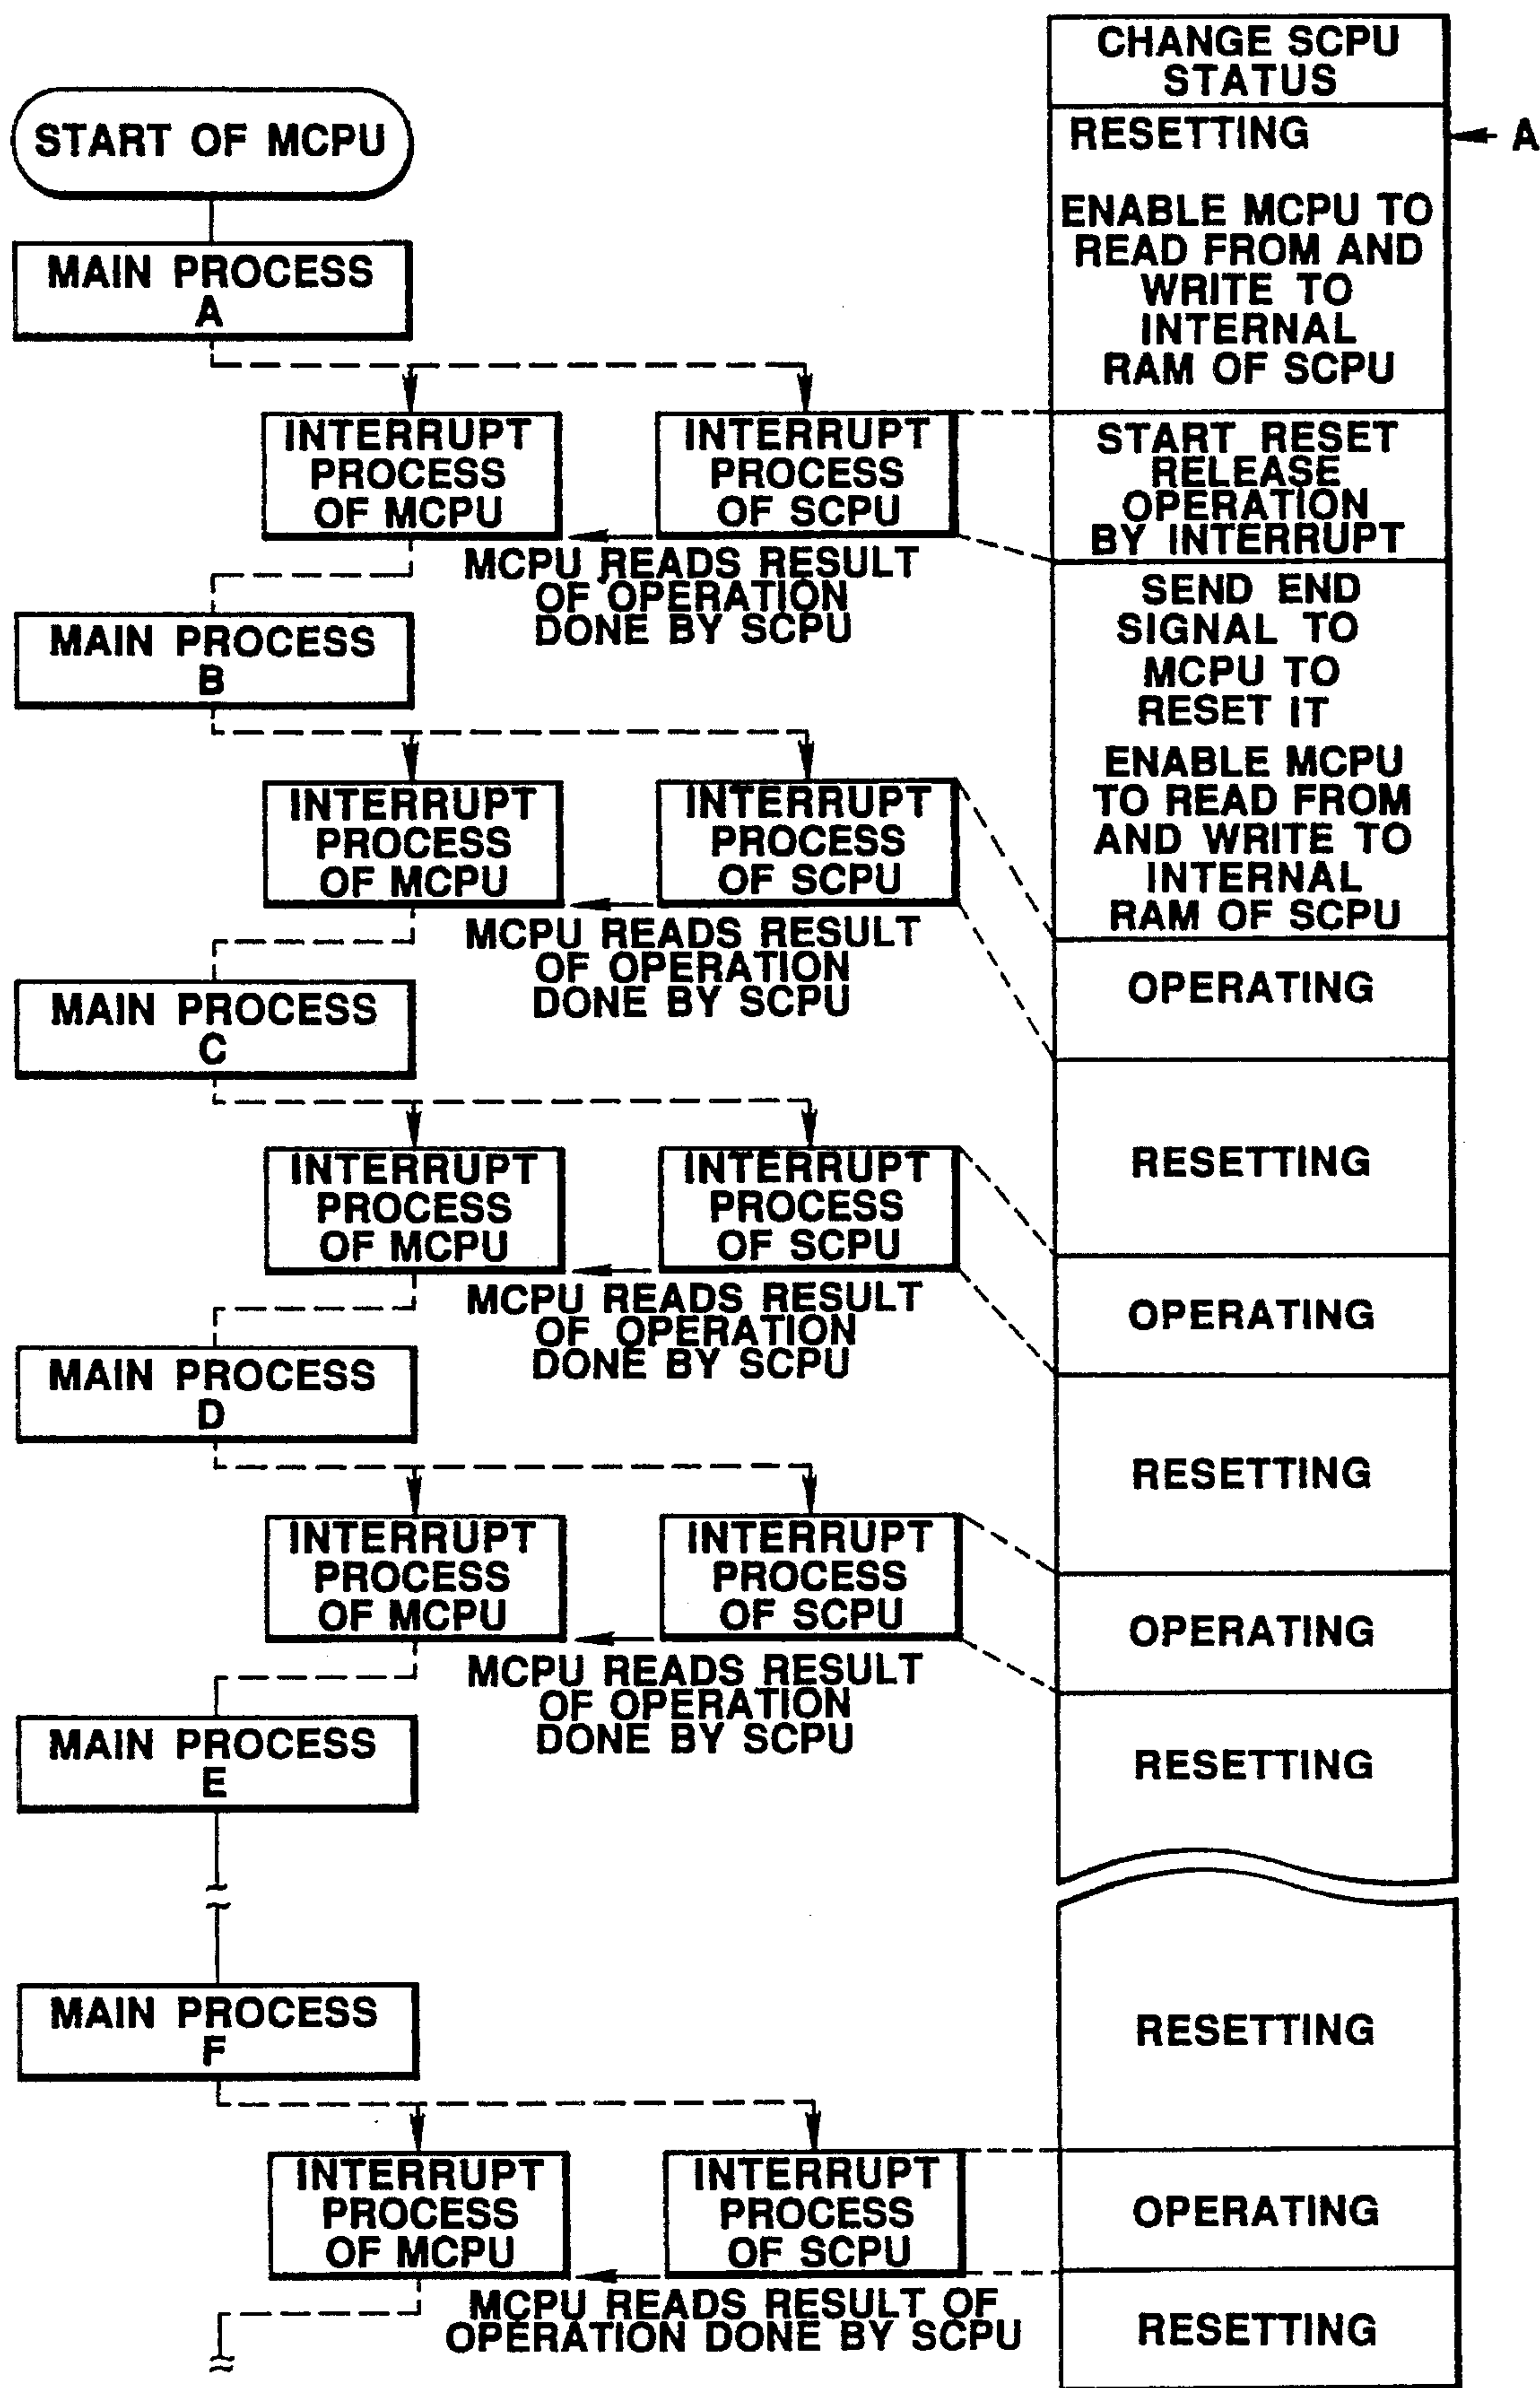 START OF MCPU
MAIN PROCESS
A
INTERRUPT
PROCESS
OF MCPU
INTERRUPT
PROCESS
OF SCPU
MCPU READS RESULT
OF OPERATION
DONE BY SCPU
MAIN PROCESS
B
INTERRUPT
PROCESS
OF MCPU
INTERRUPT
PROCESS
OF SCPU
MCPU READS RESULT
OF OPERATION
DONE BY SCPU
MAIN PROCESS
C
INTERRUPT
PROCESS
OF MCPU
INTERRUPT
PROCESS
OF SCPU
MCPU READS RESULT
OF OPERATION
DONE BY SCPU
MAIN PROCESS
D
INTERRUPT
PROCESS
OF MCPU
INTERRUPT
PROCESS
OF SCPU
MCPU READS RESULT
OF OPERATION
DONE BY SCPU
MAIN PROCESS
E
MAIN PROCESS
F
INTERRUPT
PROCESS
OF MCPU
INTERRUPT
PROCESS
OF SCPU
MCPU READS RESULT OF
OPERATION DONE BY SCPU
CHANGE SCPU
STATUS
RESETTING
A
ENABLE MCPU TO
READ FROM AND
WRITE TO
INTERNAL
RAM OF SCPU
START RESET
RELEASE
OPERATION
BY INTERRUPT
SEND END
SIGNAL TO
MCPU TO
RESET IT
ENABLE MCPU
TO READ FROM
AND WRITE TO
INTERNAL
RAM OF SCPU
OPERATING
RESETTING
OPERATING
RESETTING
OPERATING
RESETTING
RESETTING
OPERATING
RESETTING